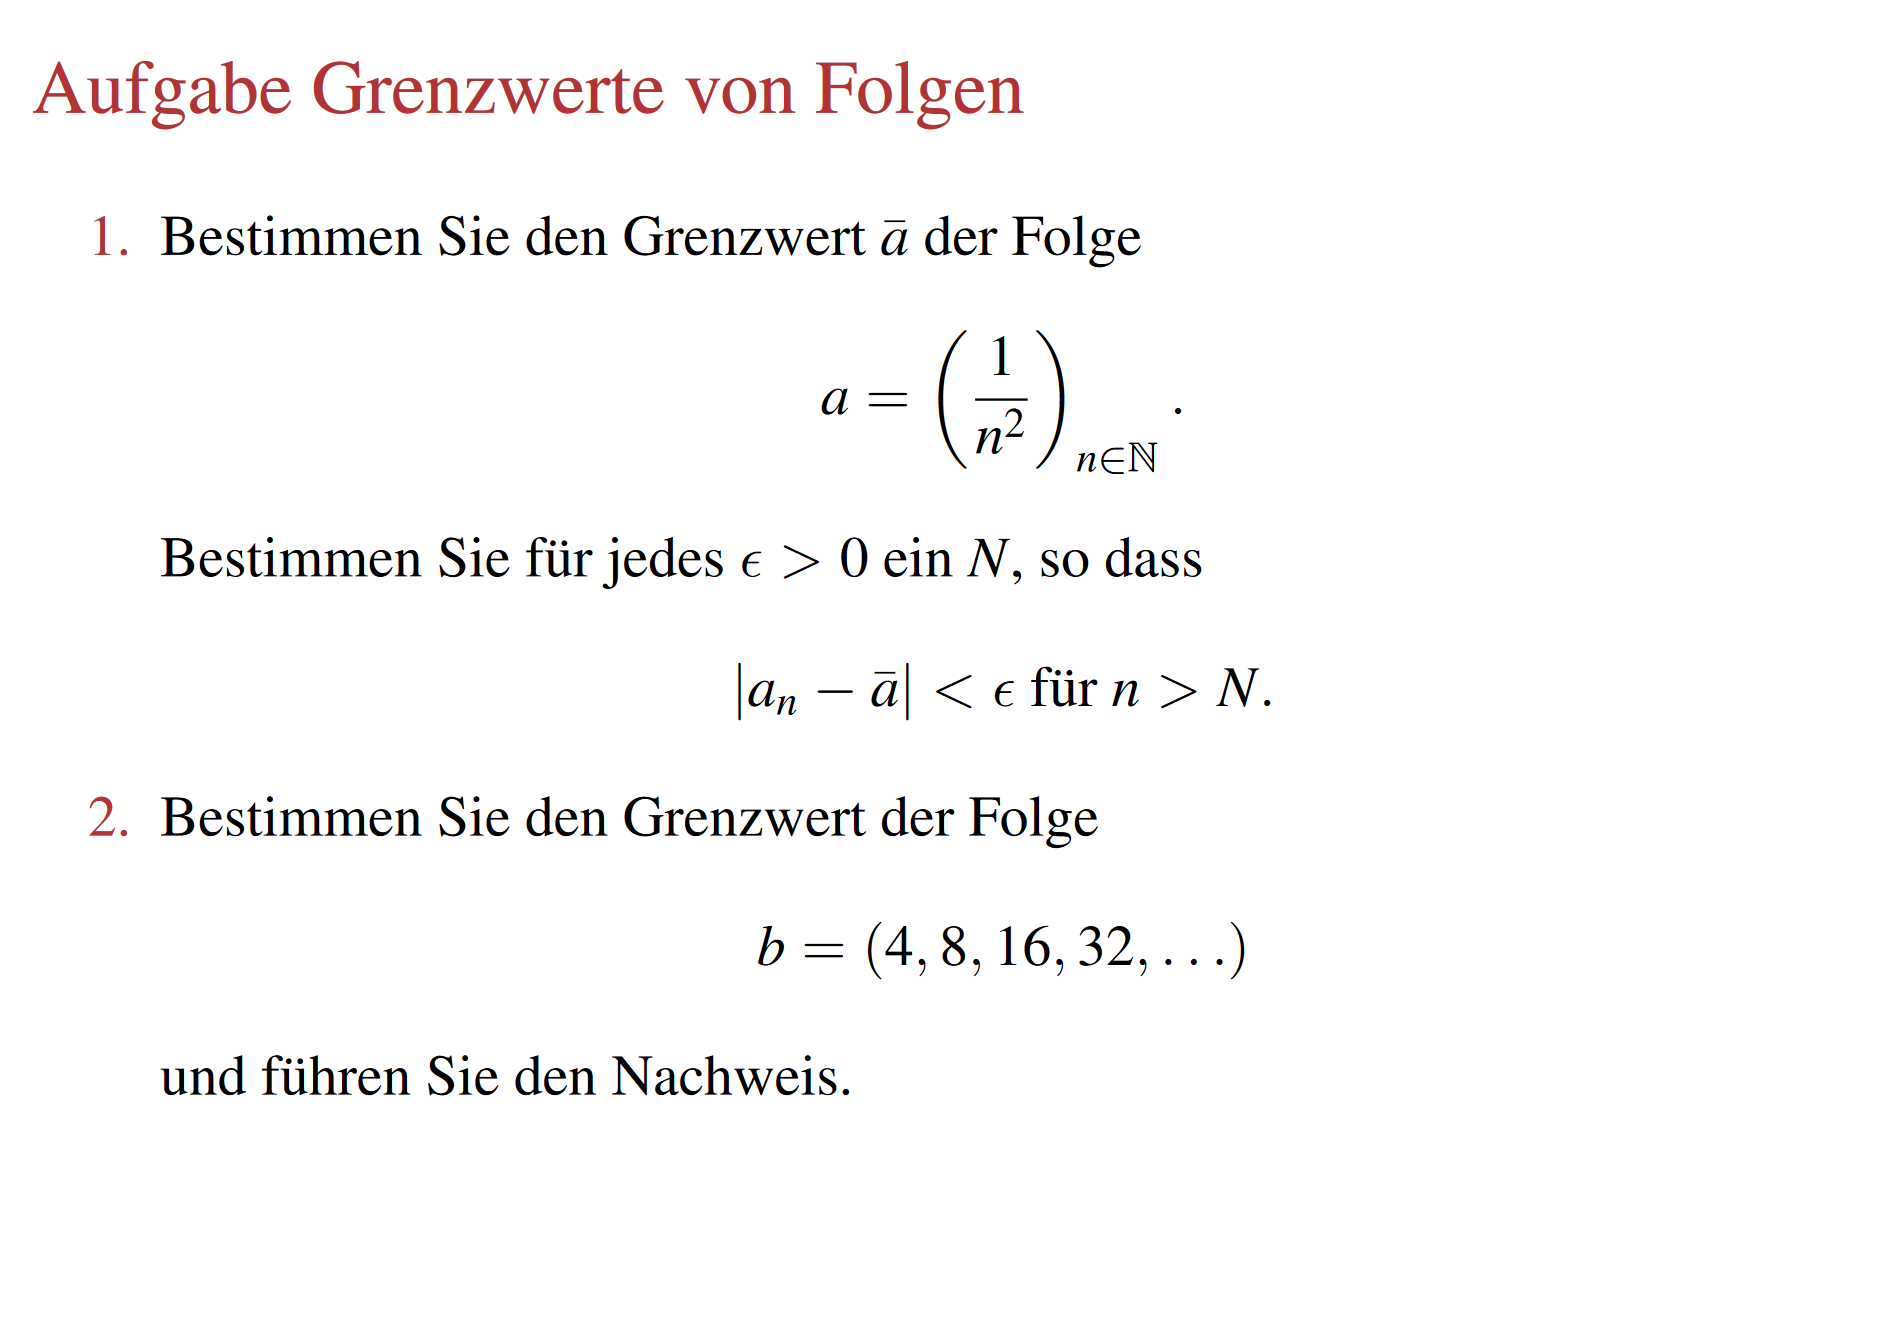 Aufgabe Grenzwerte von Folgen
1. Bestimmen Sie den Grenzwert ā der Folge
a = (1/n²)_{n∈ℕ} .
Bestimmen Sie für jedes ϵ > 0 ein N, so dass
|aₙ − ā| < ϵ für n > N.
2. Bestimmen Sie den Grenzwert der Folge
b = (4, 8, 16, 32, . . .)
und führen Sie den Nachweis.